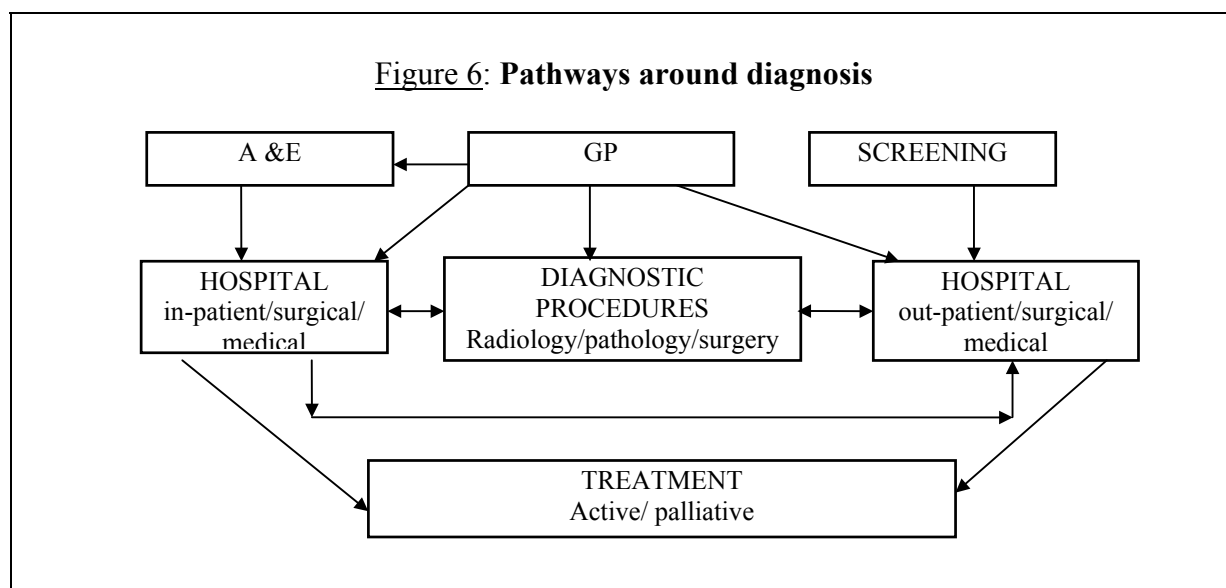 Figure 6: Pathways around diagnosis
A &E
GP
SCREENING
HOSPITAL
in-patient/surgical/
medical
DIAGNOSTIC
PROCEDURES
Radiology/pathology/surgery
HOSPITAL
out-patient/surgical/
medical
TREATMENT
Active/ palliative